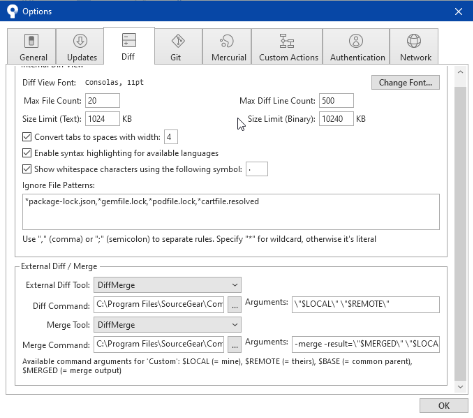 Options
General
Updates
Diff
Git
Mercurial
Custom Actions
Authentication
Network
Internal Diff View
Diff View Font: Consolas, 11pt Change Font...
Max File Count: 20 Max Diff Line Count: 500
Size Limit (Text): 1024 KB Size Limit (Binary): 10240 KB
Convert tabs to spaces with width: 4
Enable syntax highlighting for available languages
Show whitespace characters using the following symbol: ·
Ignore File Patterns:
*package-lock.json,*gemfile.lock,*podfile.lock,*cartfile.resolved
Use "," (comma) or ";" (semicolon) to separate rules. Specify "*" for wildcard, otherwise it's literal
External Diff / Merge
External Diff Tool: DiffMerge
Diff Command: C:\Program Files\SourceGear\Com ... Arguments: \"$LOCAL\" \"$REMOTE\"
Merge Tool: DiffMerge
Merge Command: C:\Program Files\SourceGear\Com ... Arguments: -merge -result=\"$MERGED\" \"$LOCA
Available command arguments for 'Custom': $LOCAL (= mine), $REMOTE (= theirs), $BASE (= common parent),
$MERGED (= merge output)
OK